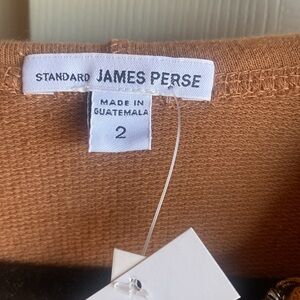 STANDARD JAMES PERSE
MADE IN
GUATEMALA
2